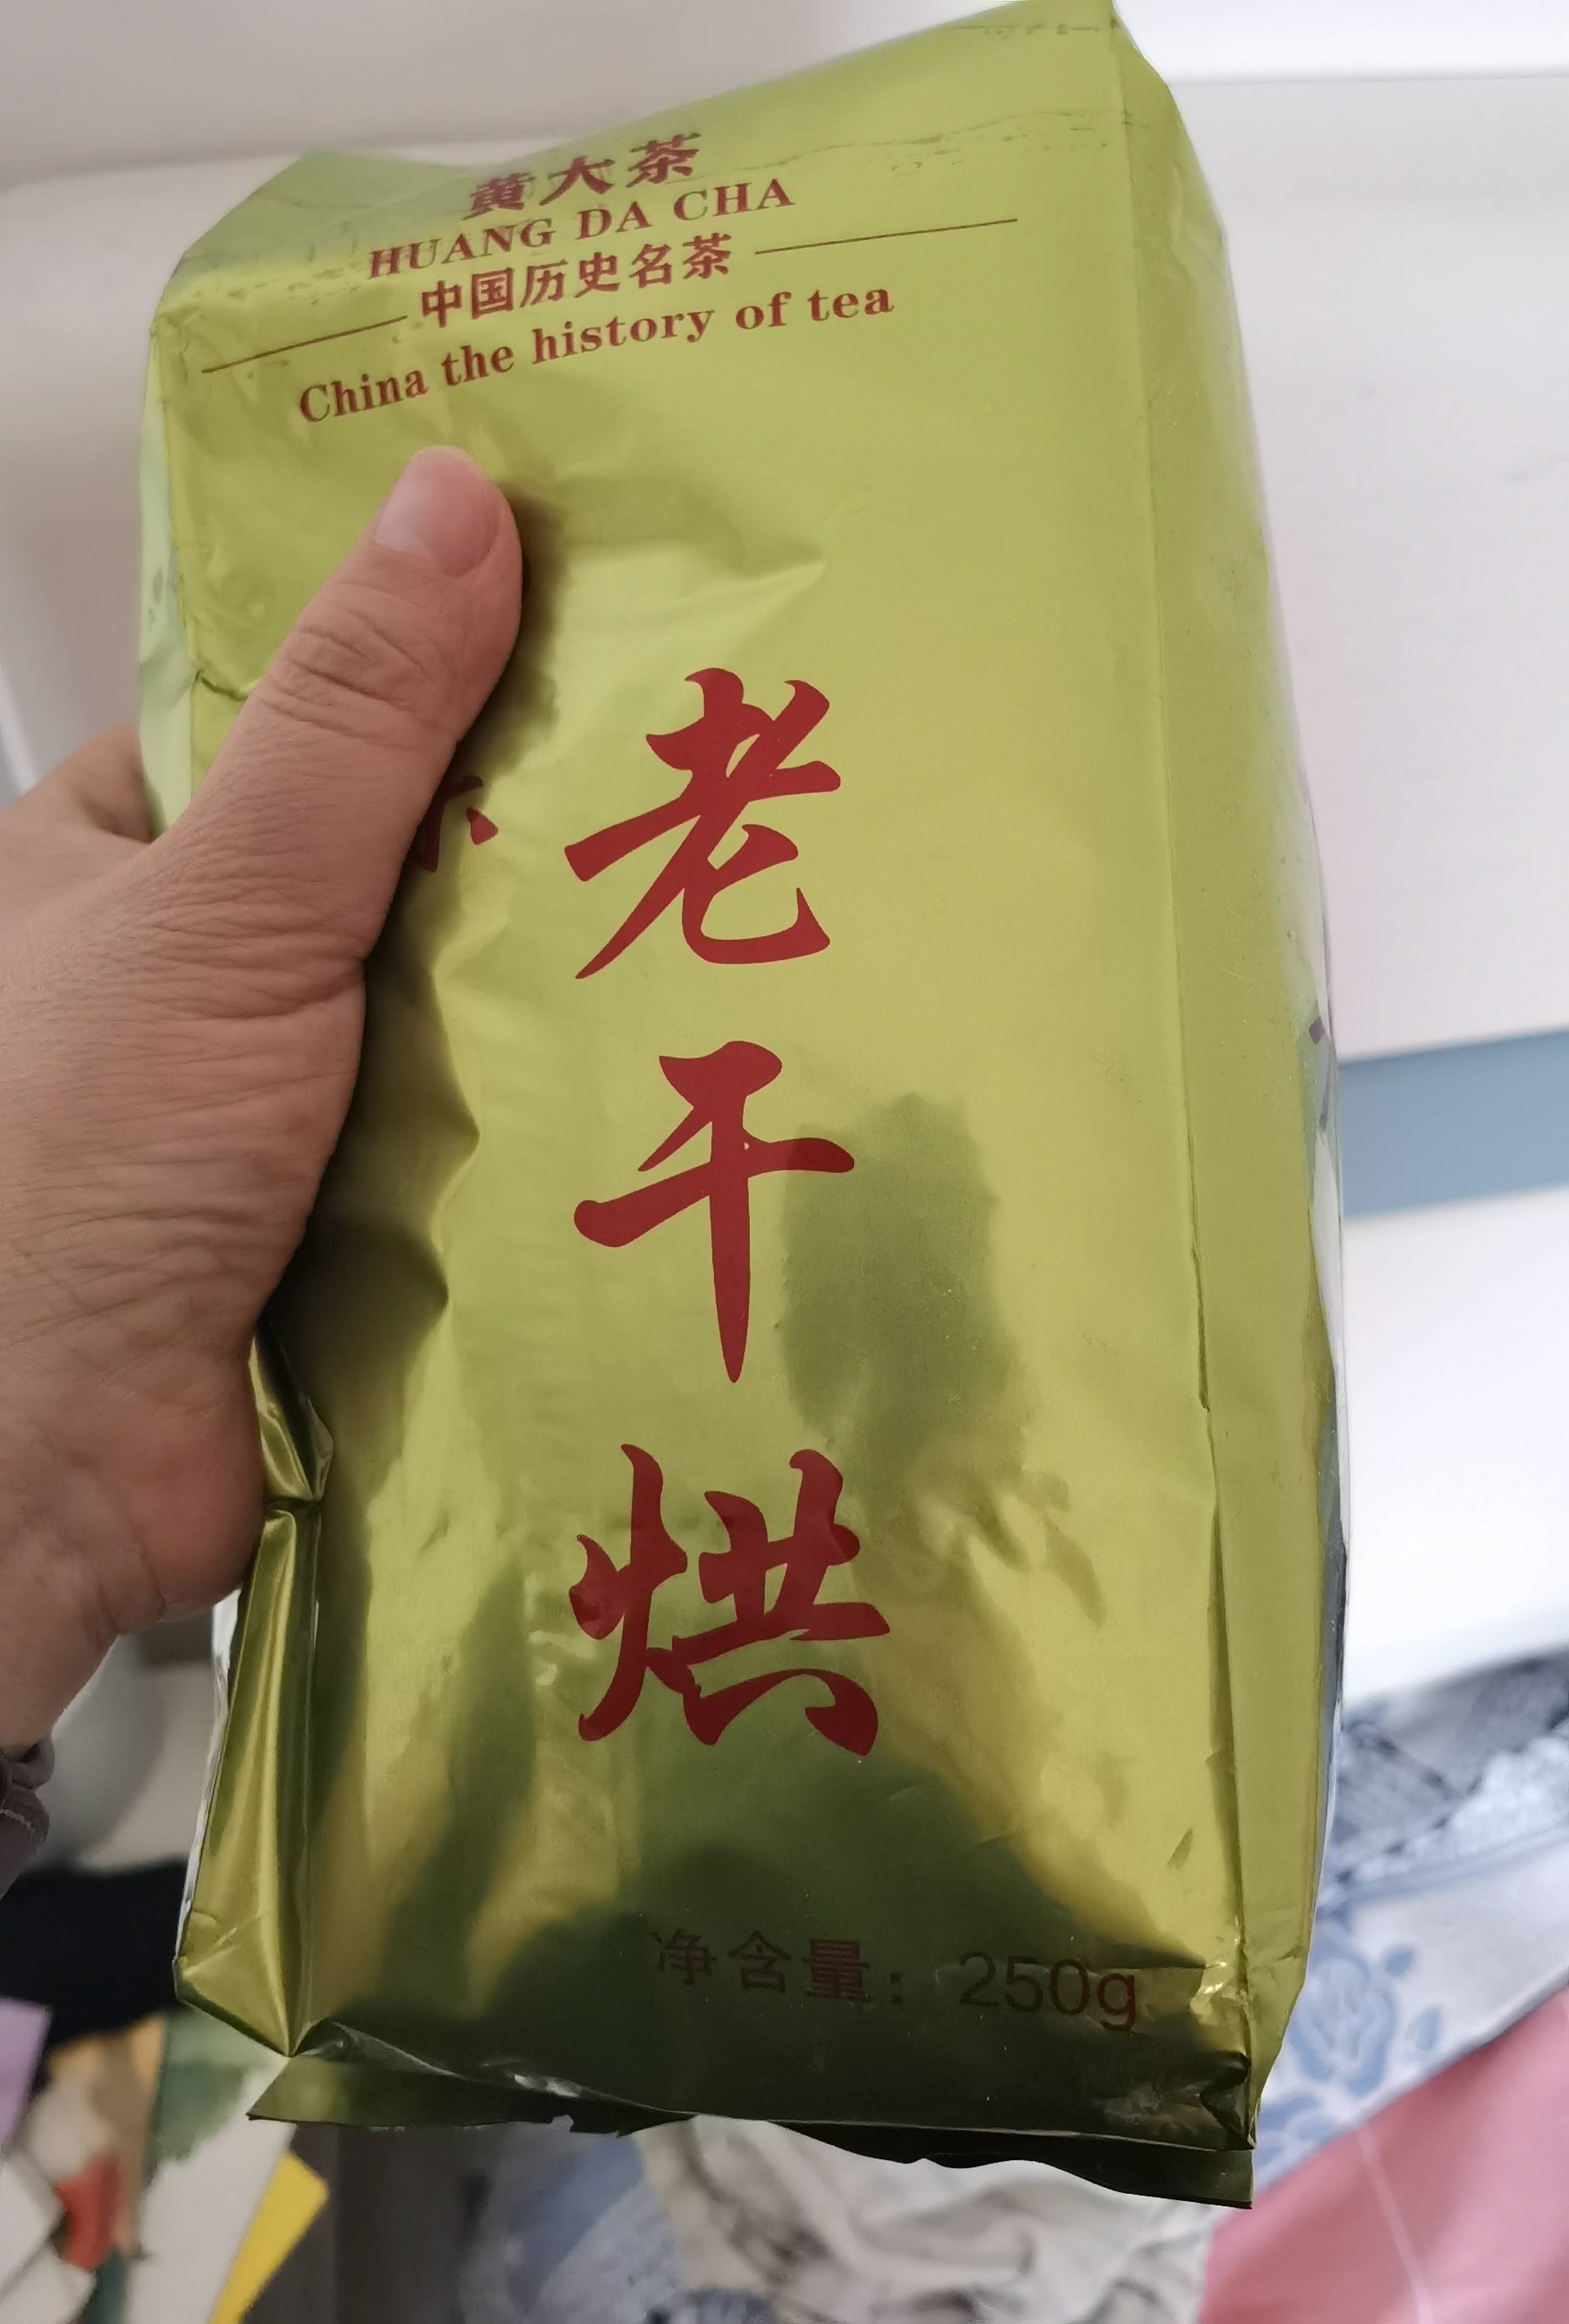 黄大茶
HUANG DA CHA
中国历史名茶
China the history of tea
老干烘
净含量：250g